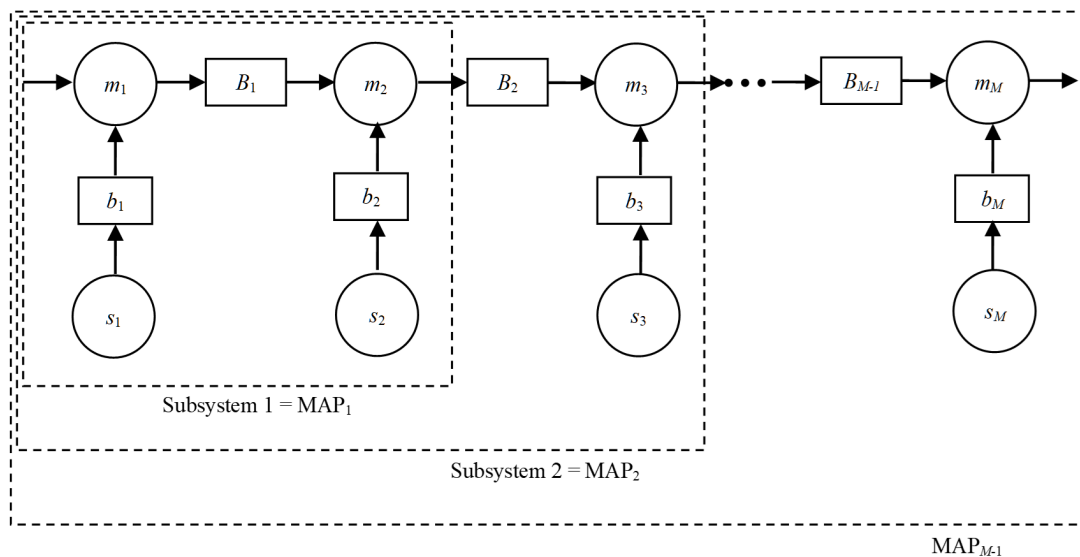 m1 B1 m2 B2 m3 ••• BM-1 mM
b1 b2 b3 bM
s1 s2 s3 sM
Subsystem 1 = MAP1
Subsystem 2 = MAP2
MAPM-1